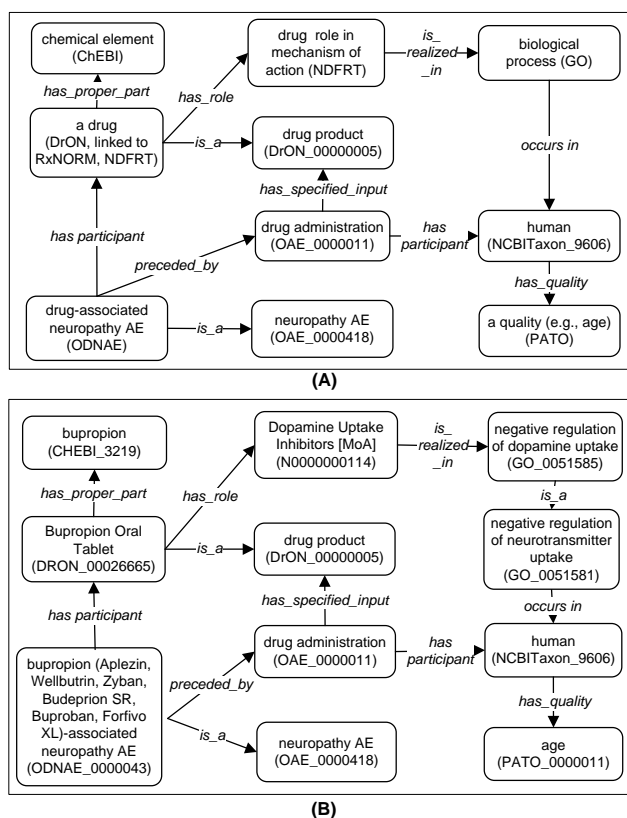 chemical element
(ChEBI)
drug  role in
mechanism of
action (NDFRT)
is_
realized
_in
biological
process (GO)
has_proper_part
has_role
a drug
(DrON, linked to
RxNORM, NDFRT)
is_a
drug product
(DrON_00000005)
occurs in
has_specified_input
has participant
drug administration
(OAE_0000011)
has
participant
human
(NCBITaxon_9606)
preceded_by
has_quality
drug-associated
neuropathy AE
(ODNAE)
is_a
neuropathy AE
(OAE_0000418)
a quality (e.g., age)
(PATO)
(A)
bupropion
(CHEBI_3219)
Dopamine Uptake
Inhibitors [MoA]
(N0000000114)
is_
realized
_in
negative regulation
of dopamine uptake
(GO_0051585)
has_proper_part
has_role
is_a
Bupropion Oral
Tablet
(DRON_00026665)
is_a
drug product
(DrON_00000005)
negative regulation
of neurotransmitter
uptake
(GO_0051581)
has participant
has_specified_input
occurs in
bupropion (Aplezin,
Wellbutrin, Zyban,
Budeprion SR,
Buproban, Forfivo
XL)-associated
neuropathy AE
(ODNAE_0000043)
preceded_by
drug administration
(OAE_0000011)
has
participant
human
(NCBITaxon_9606)
has_quality
is_a
neuropathy AE
(OAE_0000418)
age
(PATO_0000011)
(B)